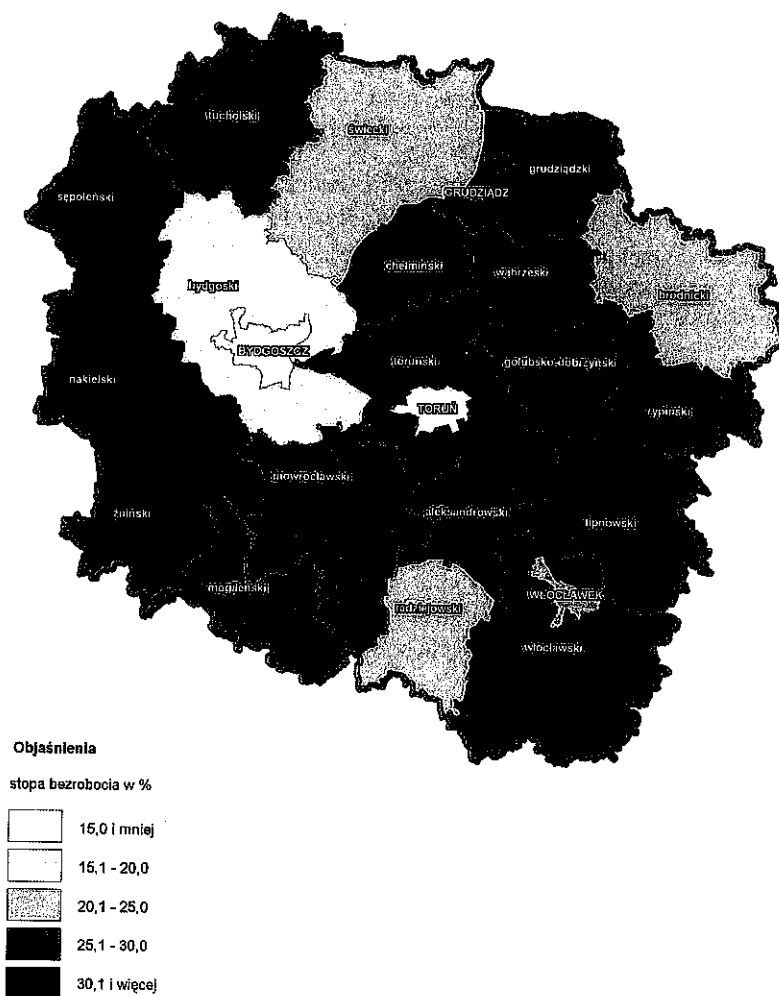 tucholski
świecki
grudziądzki
sępoleński
GRUDZIĄDZ
chełmiński
wąbrzeski
bydgoski
brodnicki
BYDGOSZCZ
toruński
golubsko-dobrzyński
nakielski
TORUŃ
rypiński
inowrocławski
żniński
aleksandrowski
lipnowski
mogileński
radziejowski
WŁOCŁAWEK
włocławski
Objaśnienia
stopa bezrobocia w %
15,0 i mniej
15,1 - 20,0
20,1 - 25,0
25,1 - 30,0
30,1 i więcej